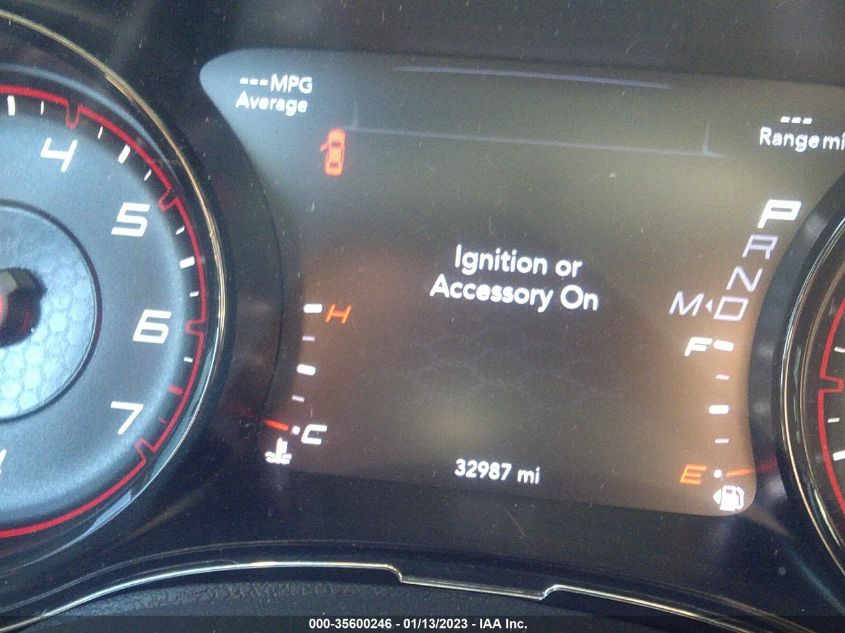 --- MPG
Average
---
Range mi
4
5
6
7
P
R
N
M◂D
Ignition or
Accessory On
H
C
F
E
32987 mi
000-35600246 - 01/13/2023 - IAA Inc.